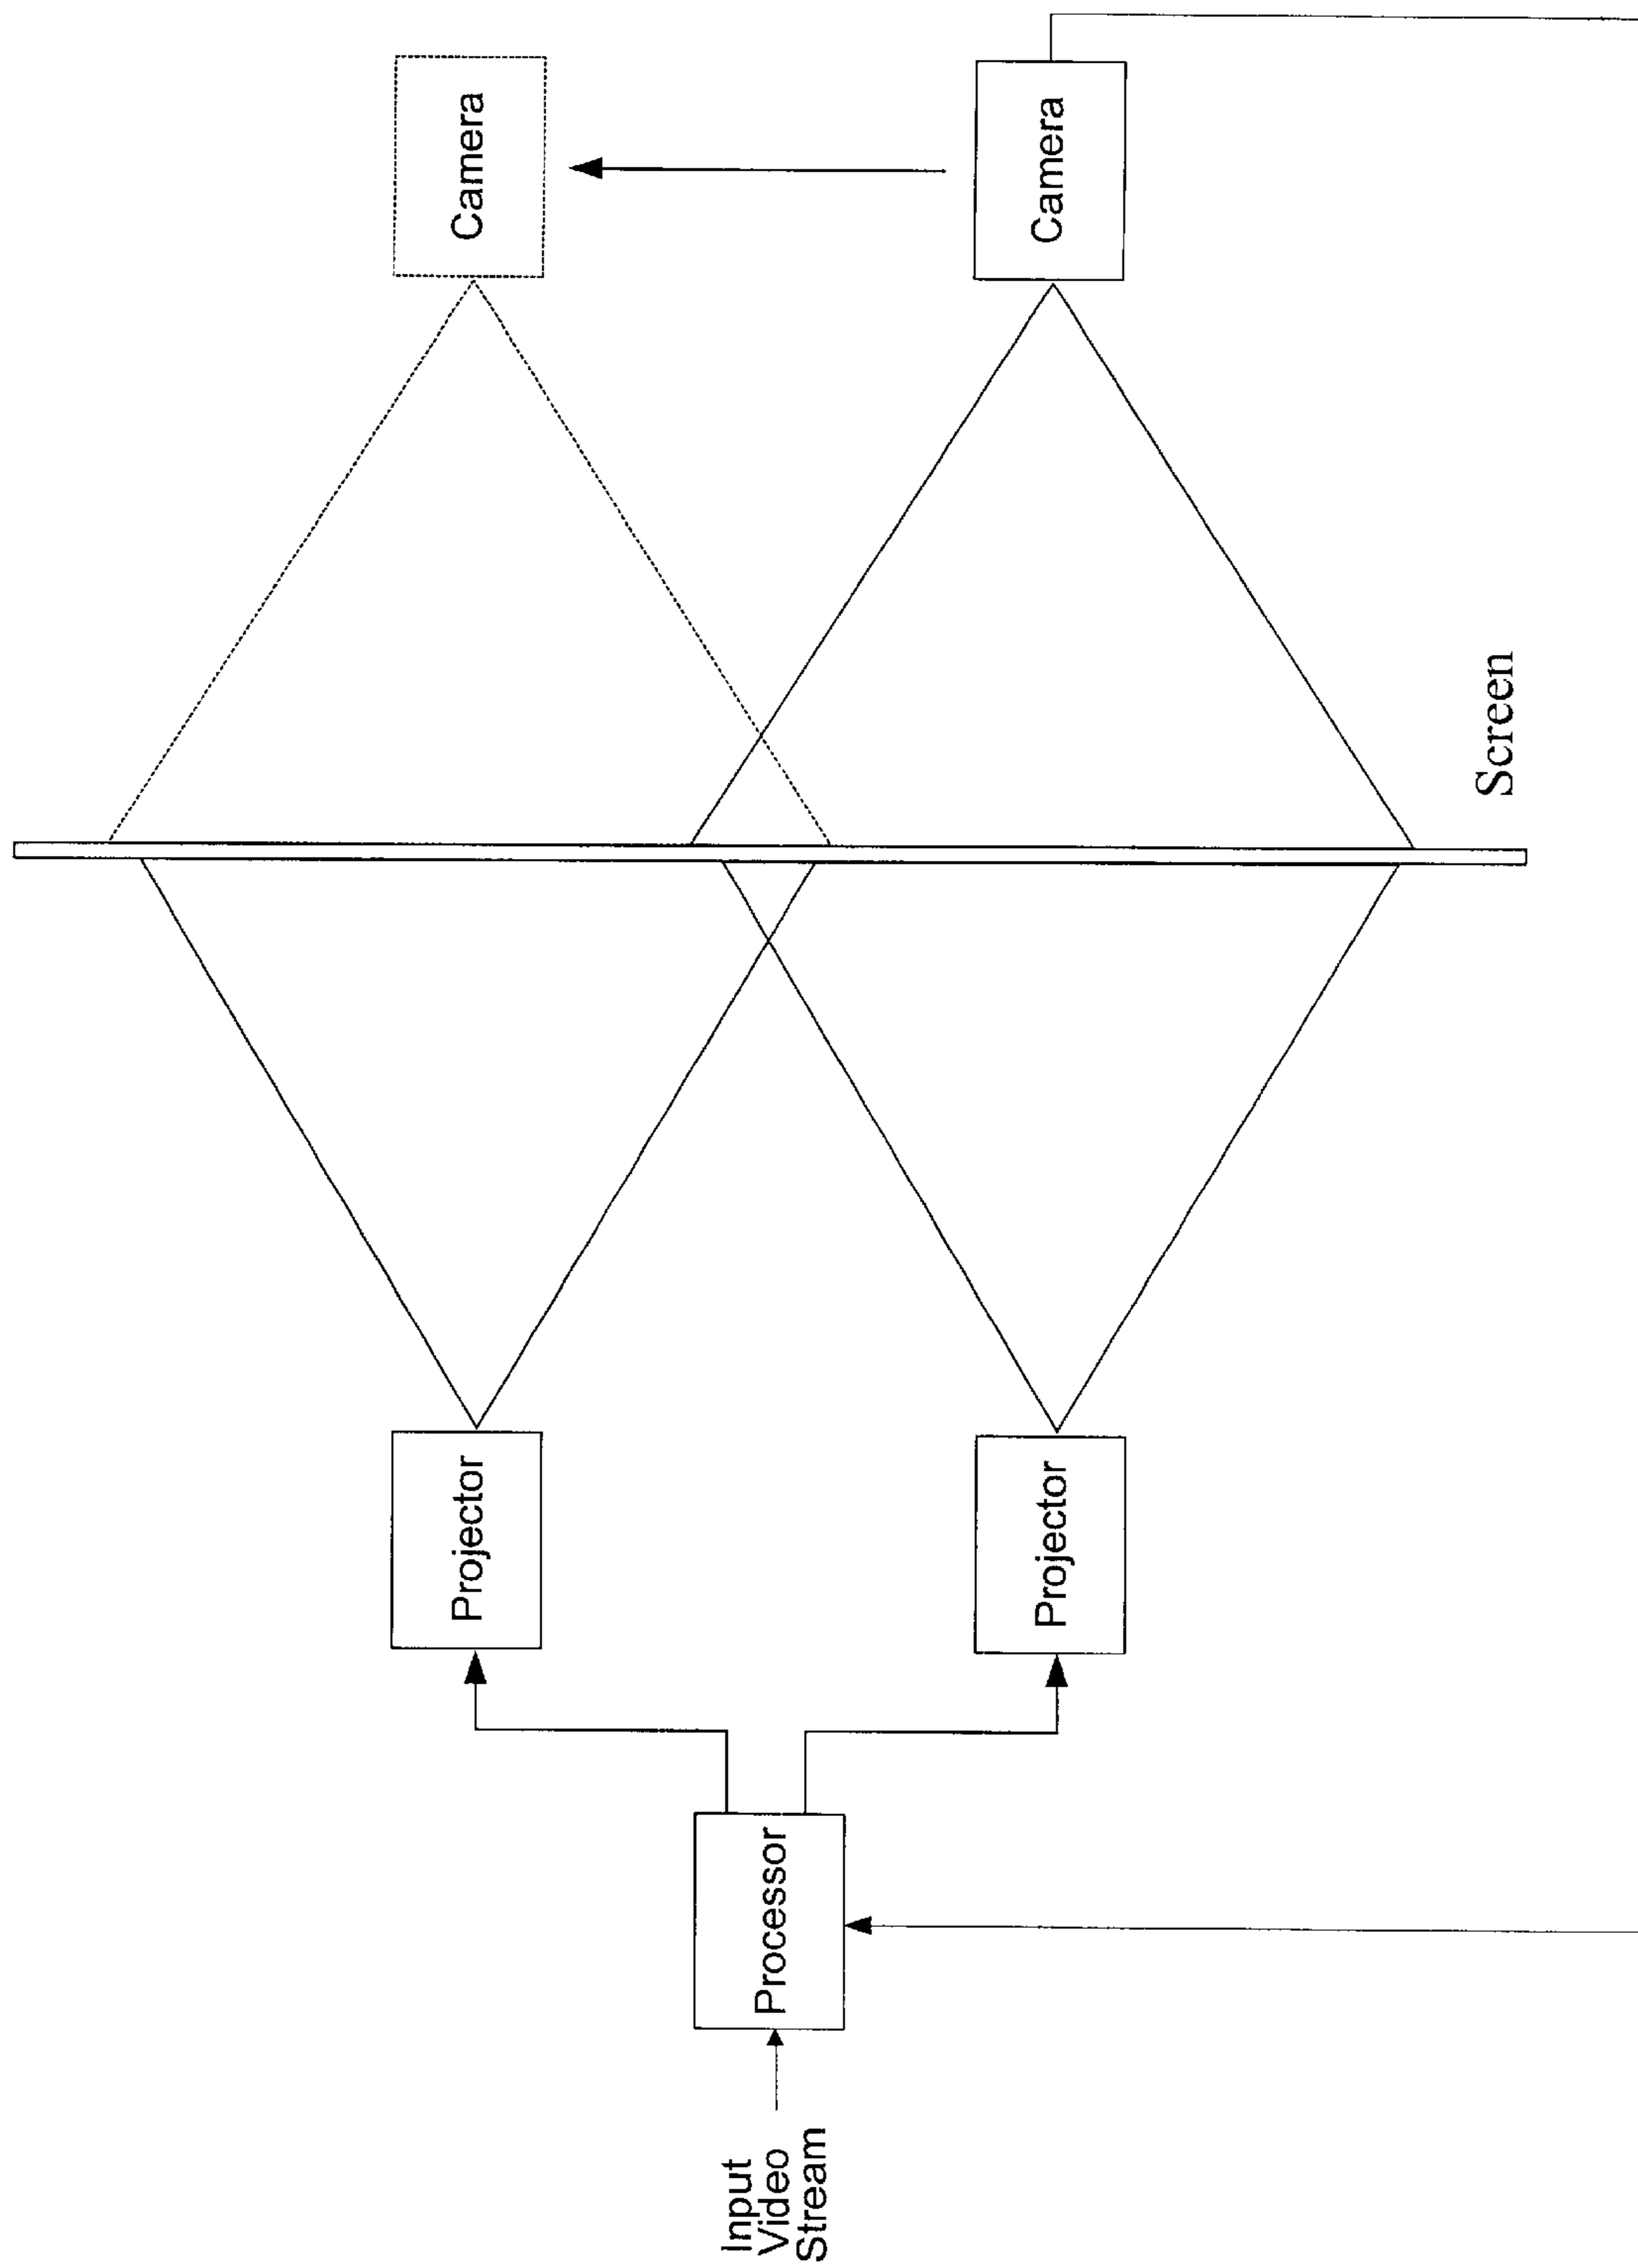 Input
Video
Stream
Processor
Projector
Projector
Screen
Camera
Camera